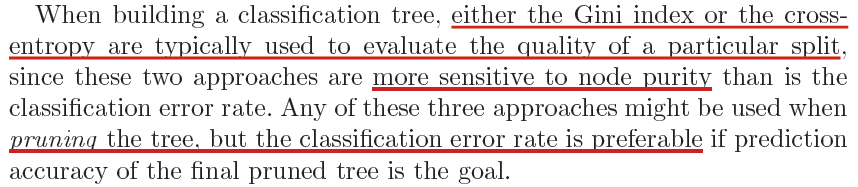 When building a classification tree, either the Gini index or the cross-
entropy are typically used to evaluate the quality of a particular split,
since these two approaches are more sensitive to node purity than is the
classification error rate. Any of these three approaches might be used when
pruning the tree, but the classification error rate is preferable if prediction
accuracy of the final pruned tree is the goal.